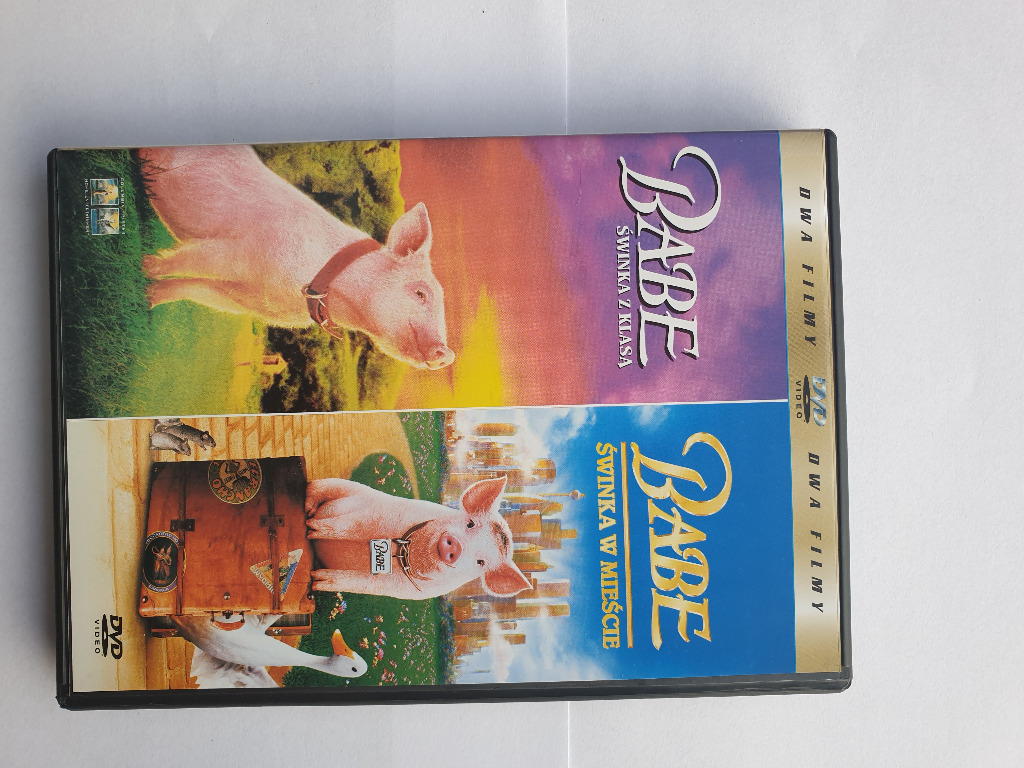 DWA FILMY
DVD
VIDEO
DWA FILMY
BABE
ŚWINKA Z KLASĄ
BABE
ŚWINKA W MIEŚCIE
BABE
DVD
VIDEO